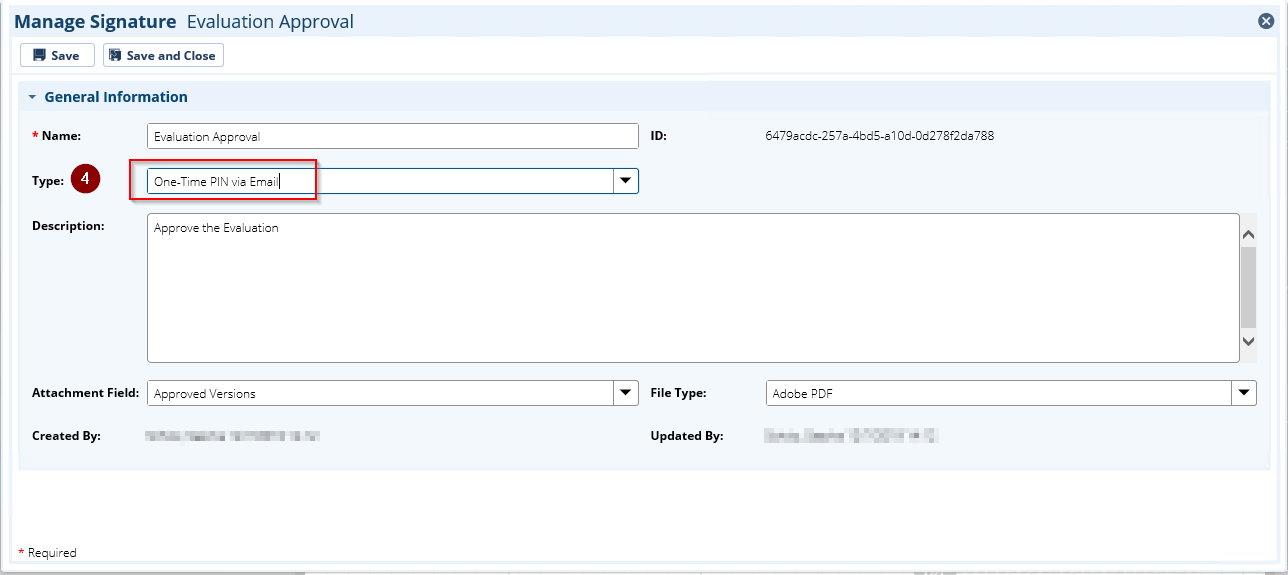 Manage Signature Evaluation Approval
Save Save and Close
General Information
* Name: Evaluation Approval ID: 6479acdc-257a-4bd5-a10d-0d278f2da788
Type: 4 One-Time PIN via Email
Description: Approve the Evaluation
Attachment Field: Approved Versions File Type: Adobe PDF
Created By: Updated By:
* Required